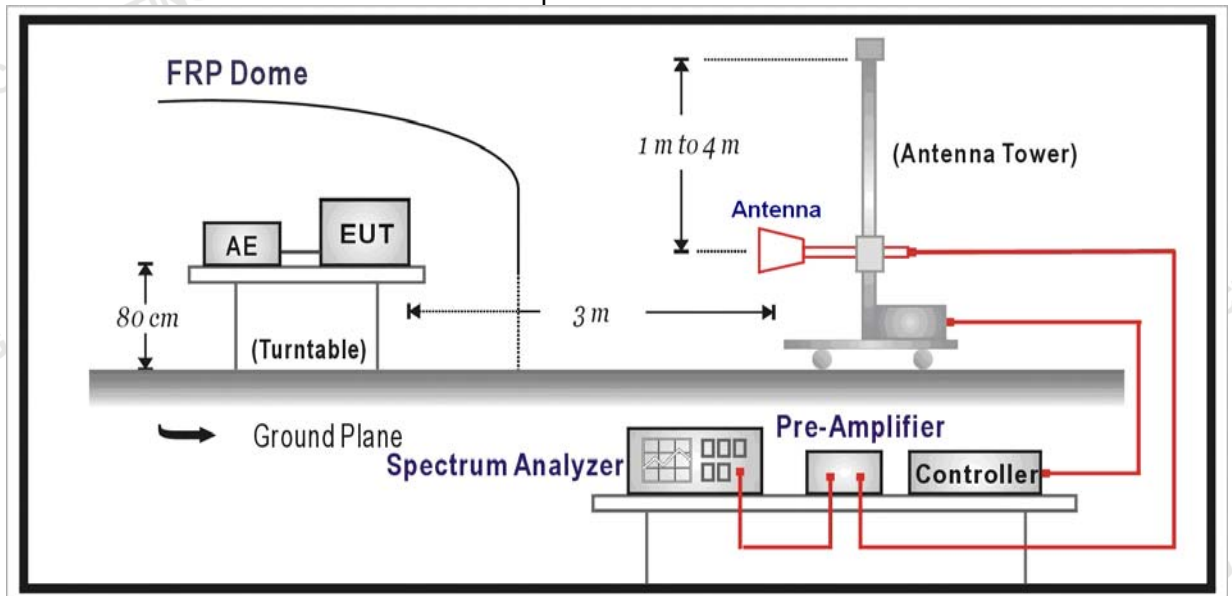 FRP Dome
1 m to 4 m
(Antenna Tower)
Antenna
AE
EUT
80 cm
3 m
(Turntable)
Ground Plane
Pre-Amplifier
Spectrum Analyzer
Controller